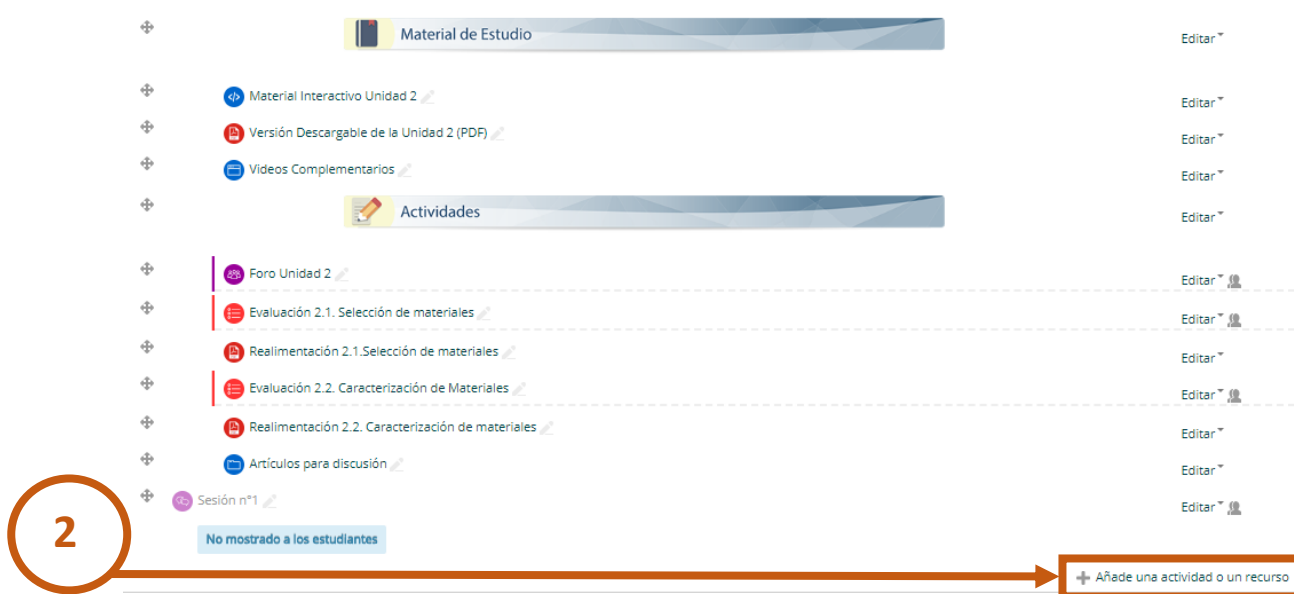 Material de Estudio
Editar
Material Interactivo Unidad 2
Editar
Versión Descargable de la Unidad 2 (PDF)
Editar
Videos Complementarios
Editar
Actividades
Editar
Foro Unidad 2
Editar
Evaluación 2.1. Selección de materiales
Editar
Realimentación 2.1.Selección de materiales
Editar
Evaluación 2.2. Caracterización de Materiales
Editar
Realimentación 2.2. Caracterización de materiales
Editar
Artículos para discusión
Editar
Sesión n°1
Editar
2
No mostrado a los estudiantes
Añade una actividad o un recurso